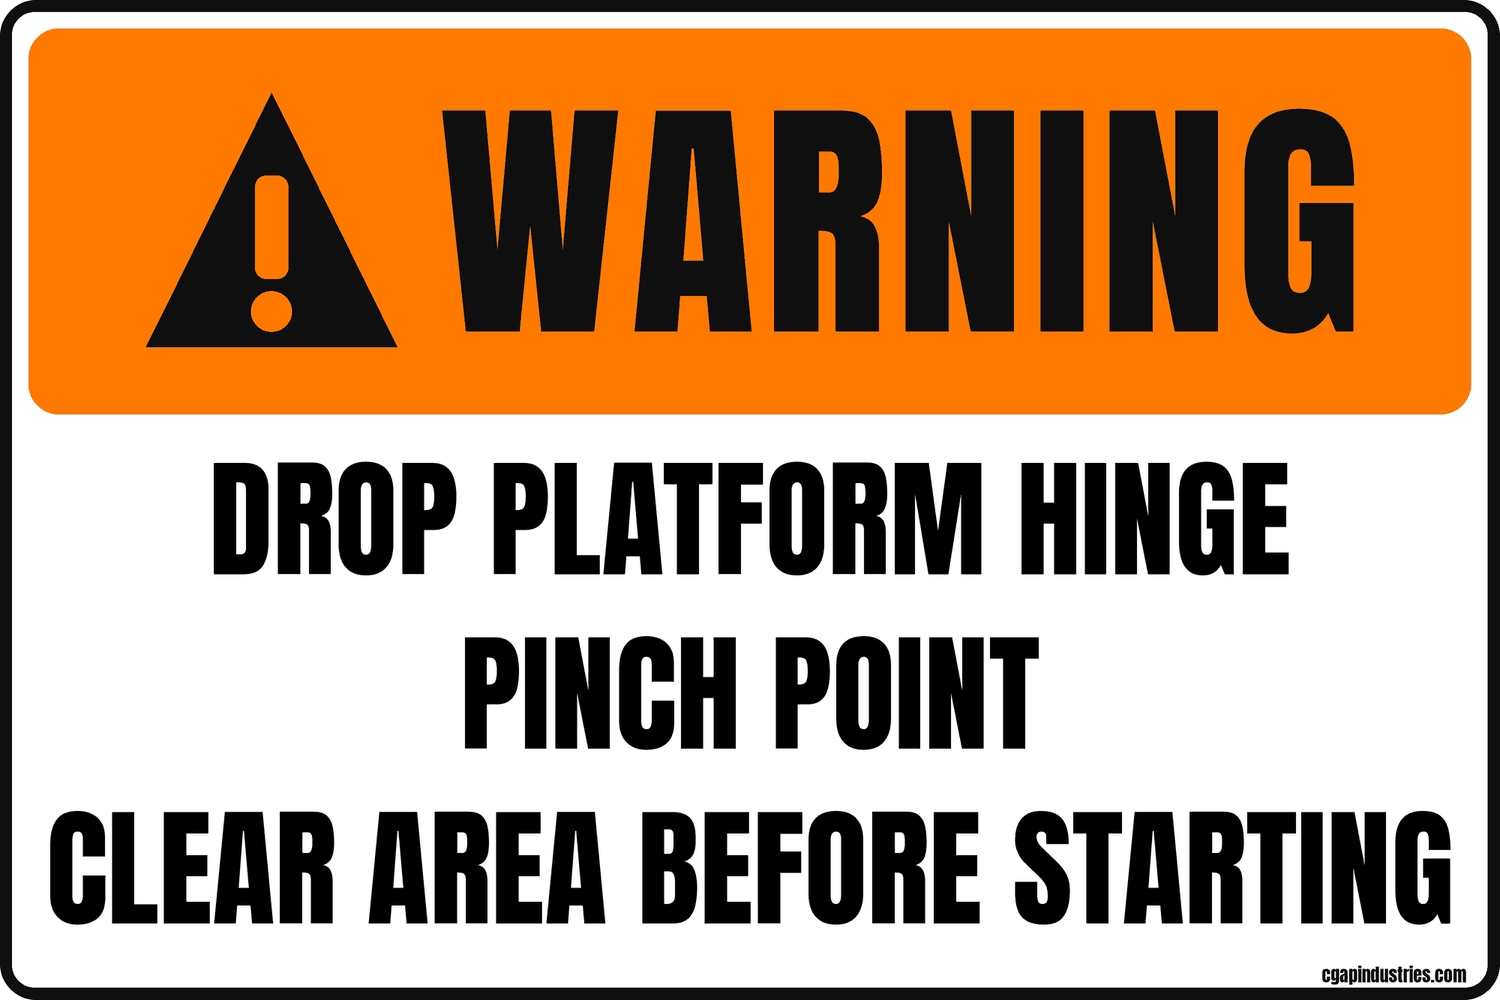 WARNING
DROP PLATFORM HINGE
PINCH POINT
CLEAR AREA BEFORE STARTING
cgapindustries.com